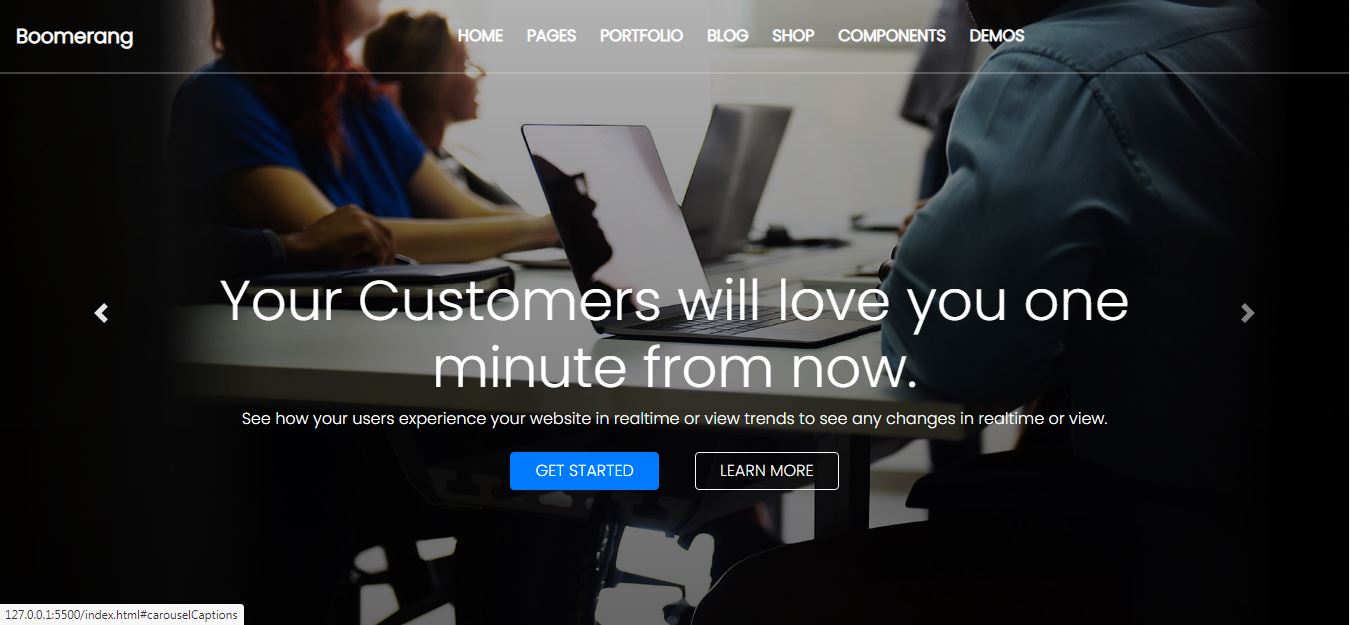 Boomerang
HOME PAGES PORTFOLIO BLOG SHOP COMPONENTS DEMOS
Your Customers will love you one
minute from now.
See how your users experience your website in realtime or view trends to see any changes in realtime or view.
GET STARTED LEARN MORE
127.0.0.1:5500/index.html#carouselCaptions